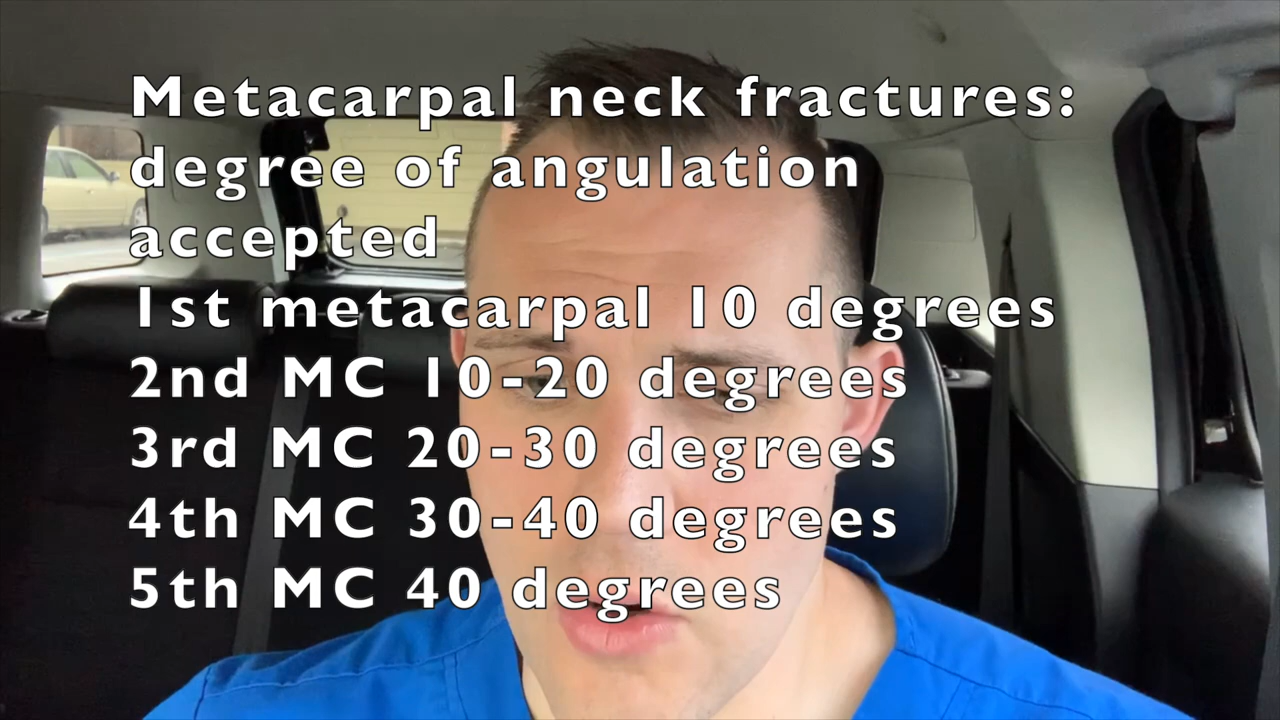 Metacarpal neck fractures:
degree of angulation
accepted
1st metacarpal 10 degrees
2nd MC 10-20 degrees
3rd MC 20-30 degrees
4th MC 30-40 degrees
5th MC 40 degrees